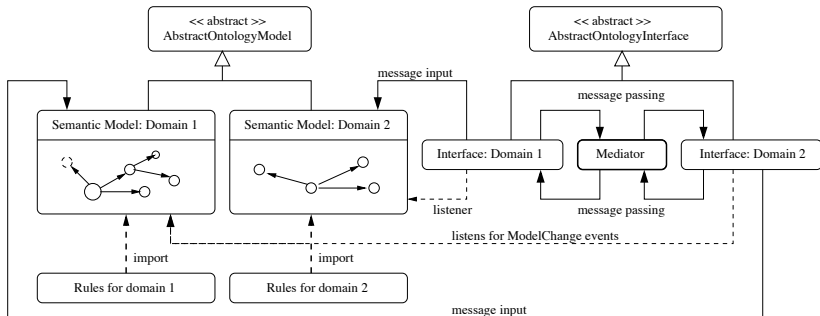 << abstract >>
AbstractOntologyModel
<< abstract >>
AbstractOntologyInterface
message input
message passing
Semantic Model: Domain 1
Semantic Model: Domain 2
Interface: Domain 1
Mediator
Interface: Domain 2
listener
message passing
listens for ModelChange events
import
import
Rules for domain 1
Rules for domain 2
message input